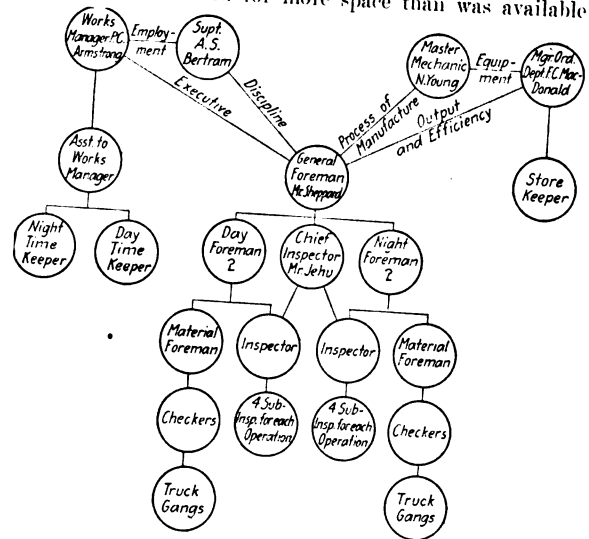 for more space than was available
Works
Manager.P.C.
Armstrong
Employ-
ment
Supt.
A.S.
Bertram
Master
Mechanic
N.Young
Equip-
ment
Mgr.Ord.
Dept.F.C.Mac-
Donald
Executive
Discipline
Process of
Manufacture
Output
and Efficiency
General
Foreman
Mr.Sheppard
Asst. to
Works
Manager
Store
Keeper
Night
Time
Keeper
Day
Time
Keeper
Day
Foreman
2
Chief
Inspector
Mr.Jehu
Night
Foreman
2
Material
Foreman
Inspector
Inspector
Material
Foreman
Checkers
4 Sub-
Insp. for each
Operation
4 Sub-
Insp. for each
Operation
Checkers
Truck
Gangs
Truck
Gangs